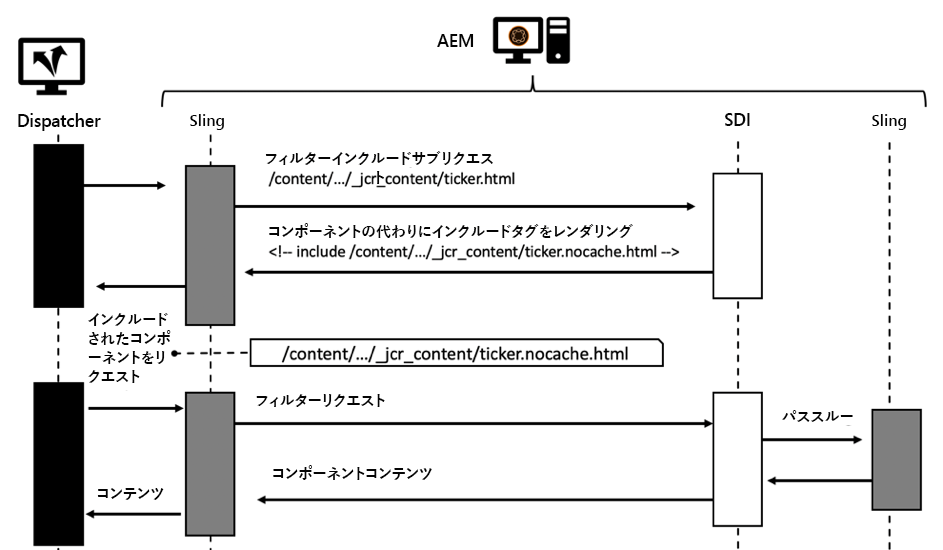 AEM
Dispatcher
Sling
SDI
Sling
フィルターインクルードサブリクエス
ト
/content/.../_jcr_content/ticker.html
コンポーネントの代わりにインクルードタグをレンダリング
<!-- include /content/.../_jcr_content/ticker.nocache.html -->
インクルード
されたコンポ
ーネントをリ
クエスト
/content/.../_jcr_content/ticker.nocache.html
フィルターリクエスト
パススルー
コンポーネントコンテンツ
コンテンツ